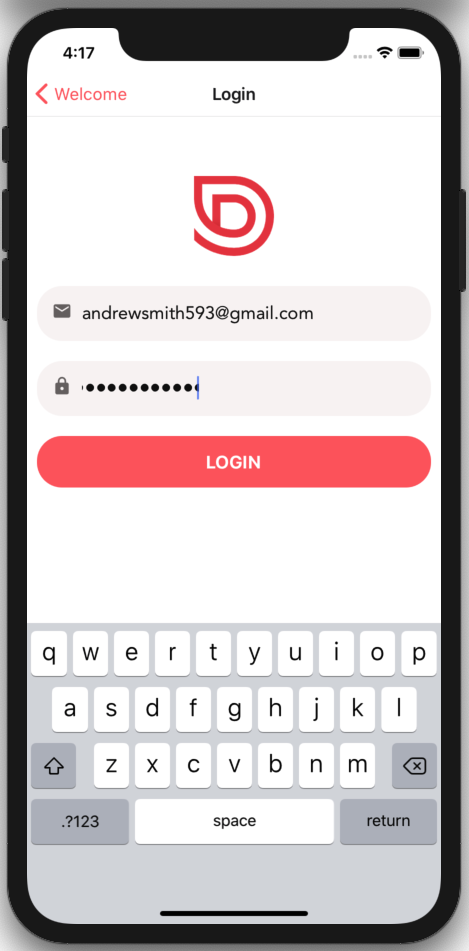 4:17
Welcome Login
andrewsmith593@gmail.com
••••••••••••
LOGIN
q w e r t y u i o p
a s d f g h j k l
z x c v b n m
.?123 space return